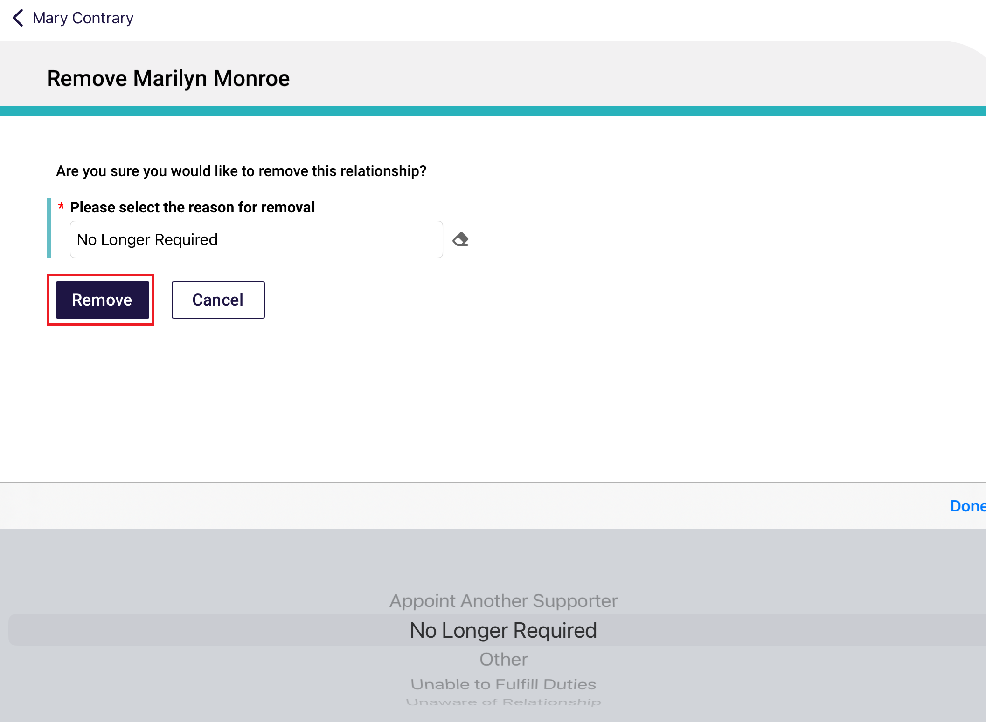 Mary Contrary
Remove Marilyn Monroe
Are you sure you would like to remove this relationship?
* Please select the reason for removal
No Longer Required
Remove
Cancel
Done
Appoint Another Supporter
No Longer Required
Other
Unable to Fulfill Duties
Unaware of Relationship